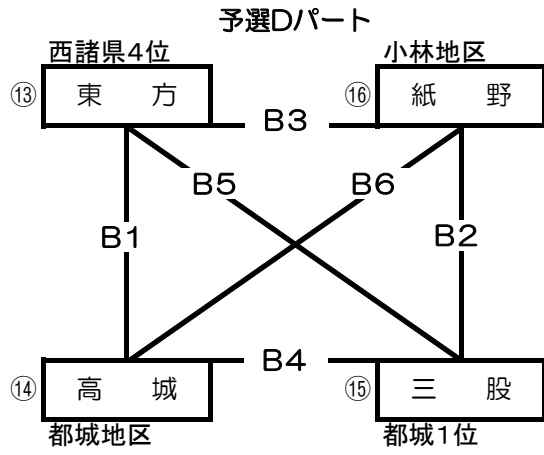 予選Dパート
西諸県4位
小林地区
⑬
東　方
⑯
紙　野
B3
B5
B6
B1
B2
B4
⑭
高　城
⑮
三　股
都城地区
都城1位